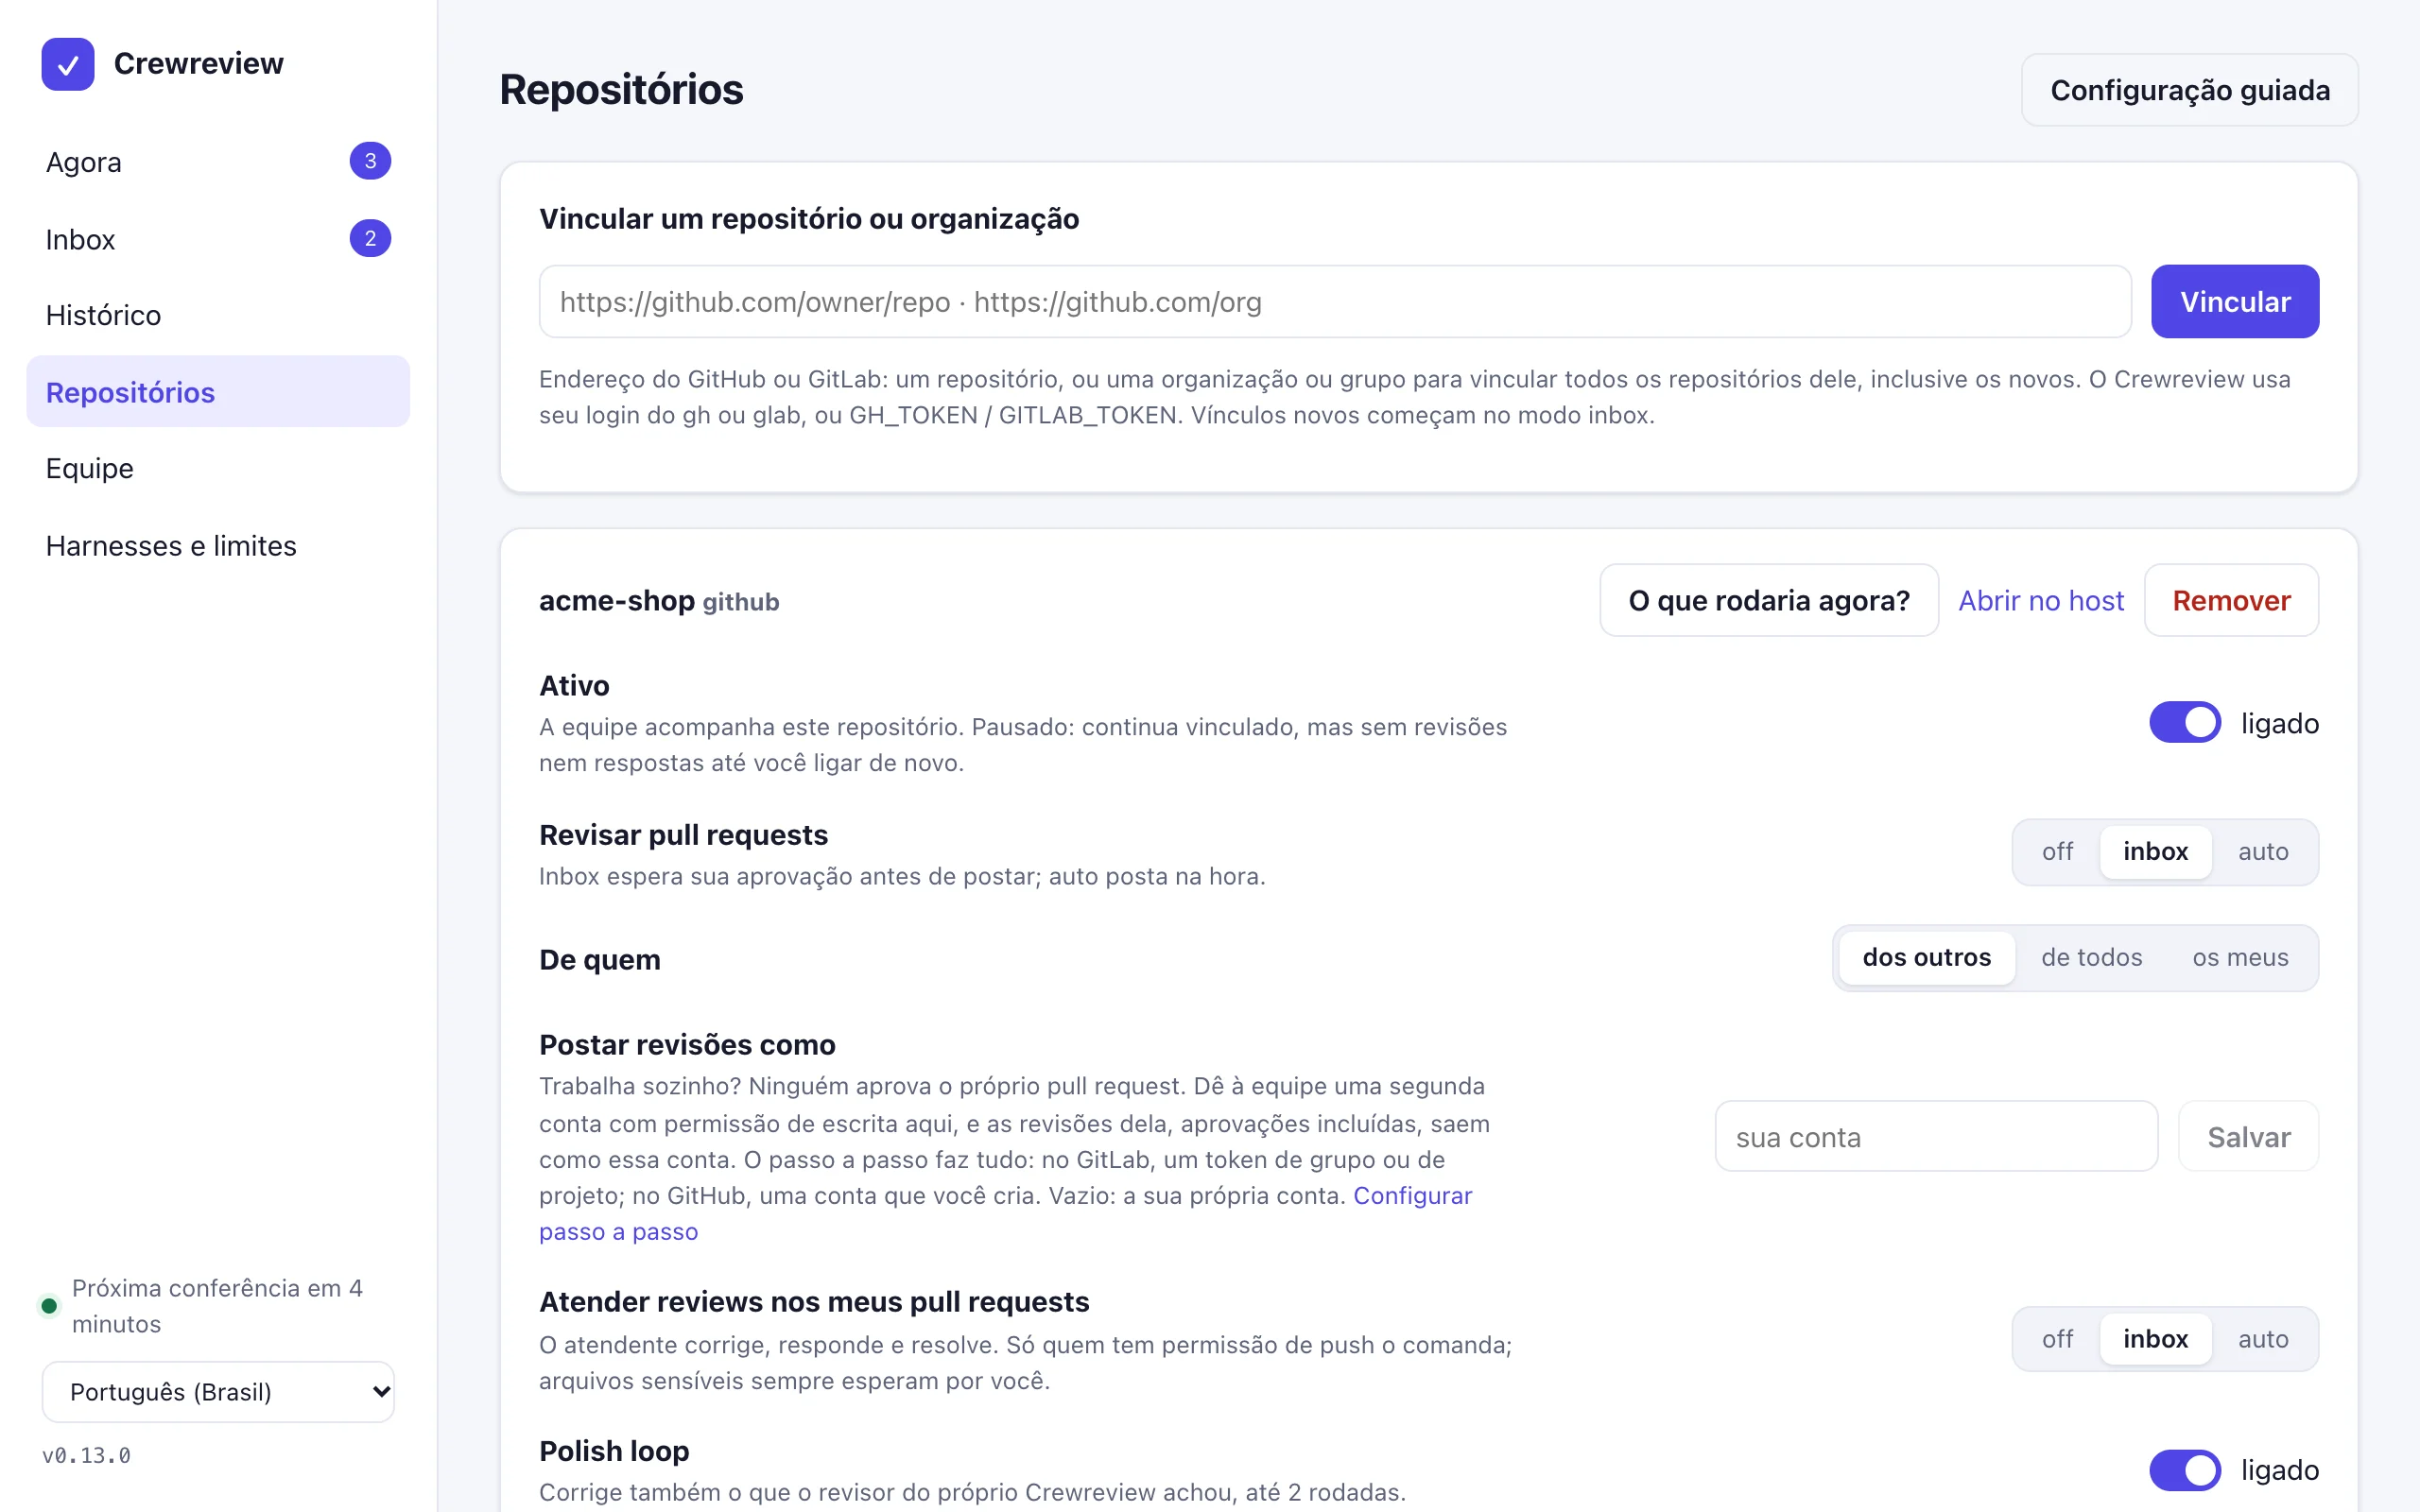 Crewreview
Agora 3
Inbox 2
Histórico
Repositórios
Equipe
Harnesses e limites
Próxima conferência em 4
minutos
Português (Brasil)
v0.13.0
Repositórios
Configuração guiada
Vincular um repositório ou organização
https://github.com/owner/repo · https://github.com/org
Vincular
Endereço do GitHub ou GitLab: um repositório, ou uma organização ou grupo para vincular todos os repositórios dele, inclusive os novos. O Crewreview usa
seu login do gh ou glab, ou GH_TOKEN / GITLAB_TOKEN. Vínculos novos começam no modo inbox.
acme-shop github
O que rodaria agora?
Abrir no host
Remover
Ativo
A equipe acompanha este repositório. Pausado: continua vinculado, mas sem revisões
nem respostas até você ligar de novo.
ligado
Revisar pull requests
Inbox espera sua aprovação antes de postar; auto posta na hora.
off inbox auto
De quem
dos outros de todos os meus
Postar revisões como
Trabalha sozinho? Ninguém aprova o próprio pull request. Dê à equipe uma segunda
conta com permissão de escrita aqui, e as revisões dela, aprovações incluídas, saem
como essa conta. O passo a passo faz tudo: no GitLab, um token de grupo ou de
projeto; no GitHub, uma conta que você cria. Vazio: a sua própria conta. Configurar
passo a passo
sua conta
Salvar
Atender reviews nos meus pull requests
O atendente corrige, responde e resolve. Só quem tem permissão de push o comanda;
arquivos sensíveis sempre esperam por você.
off inbox auto
Polish loop
Corrige também o que o revisor do próprio Crewreview achou, até 2 rodadas.
ligado